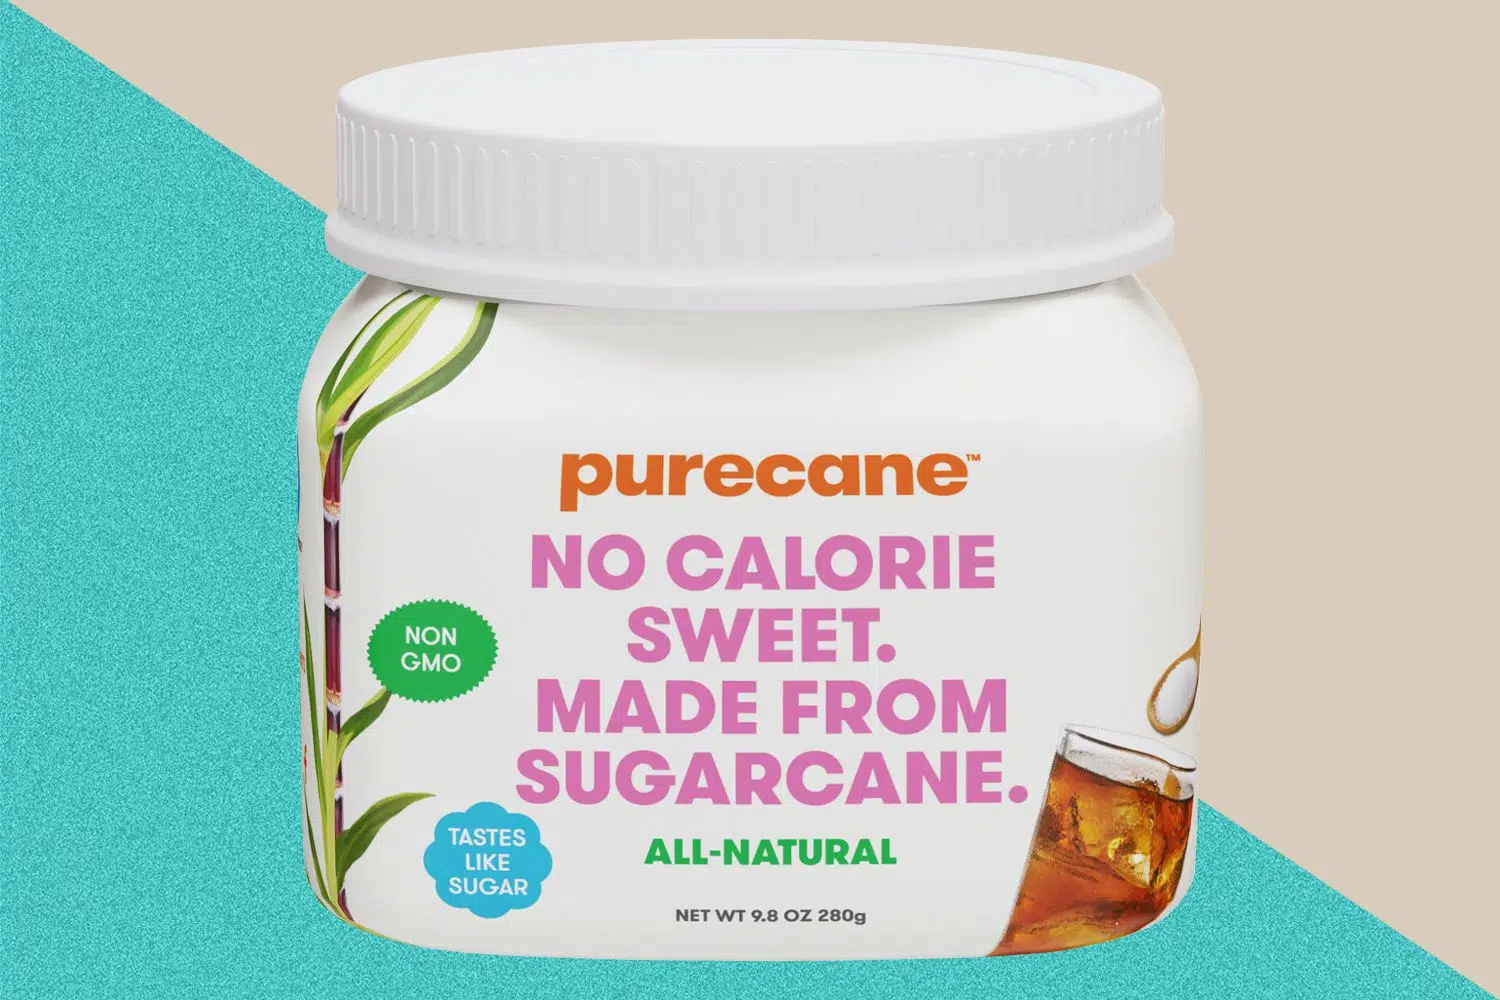 purecane™
NO CALORIE
SWEET.
MADE FROM
SUGARCANE.
NON
GMO
TASTES
LIKE
SUGAR
ALL-NATURAL
NET WT 9.8 OZ 280g